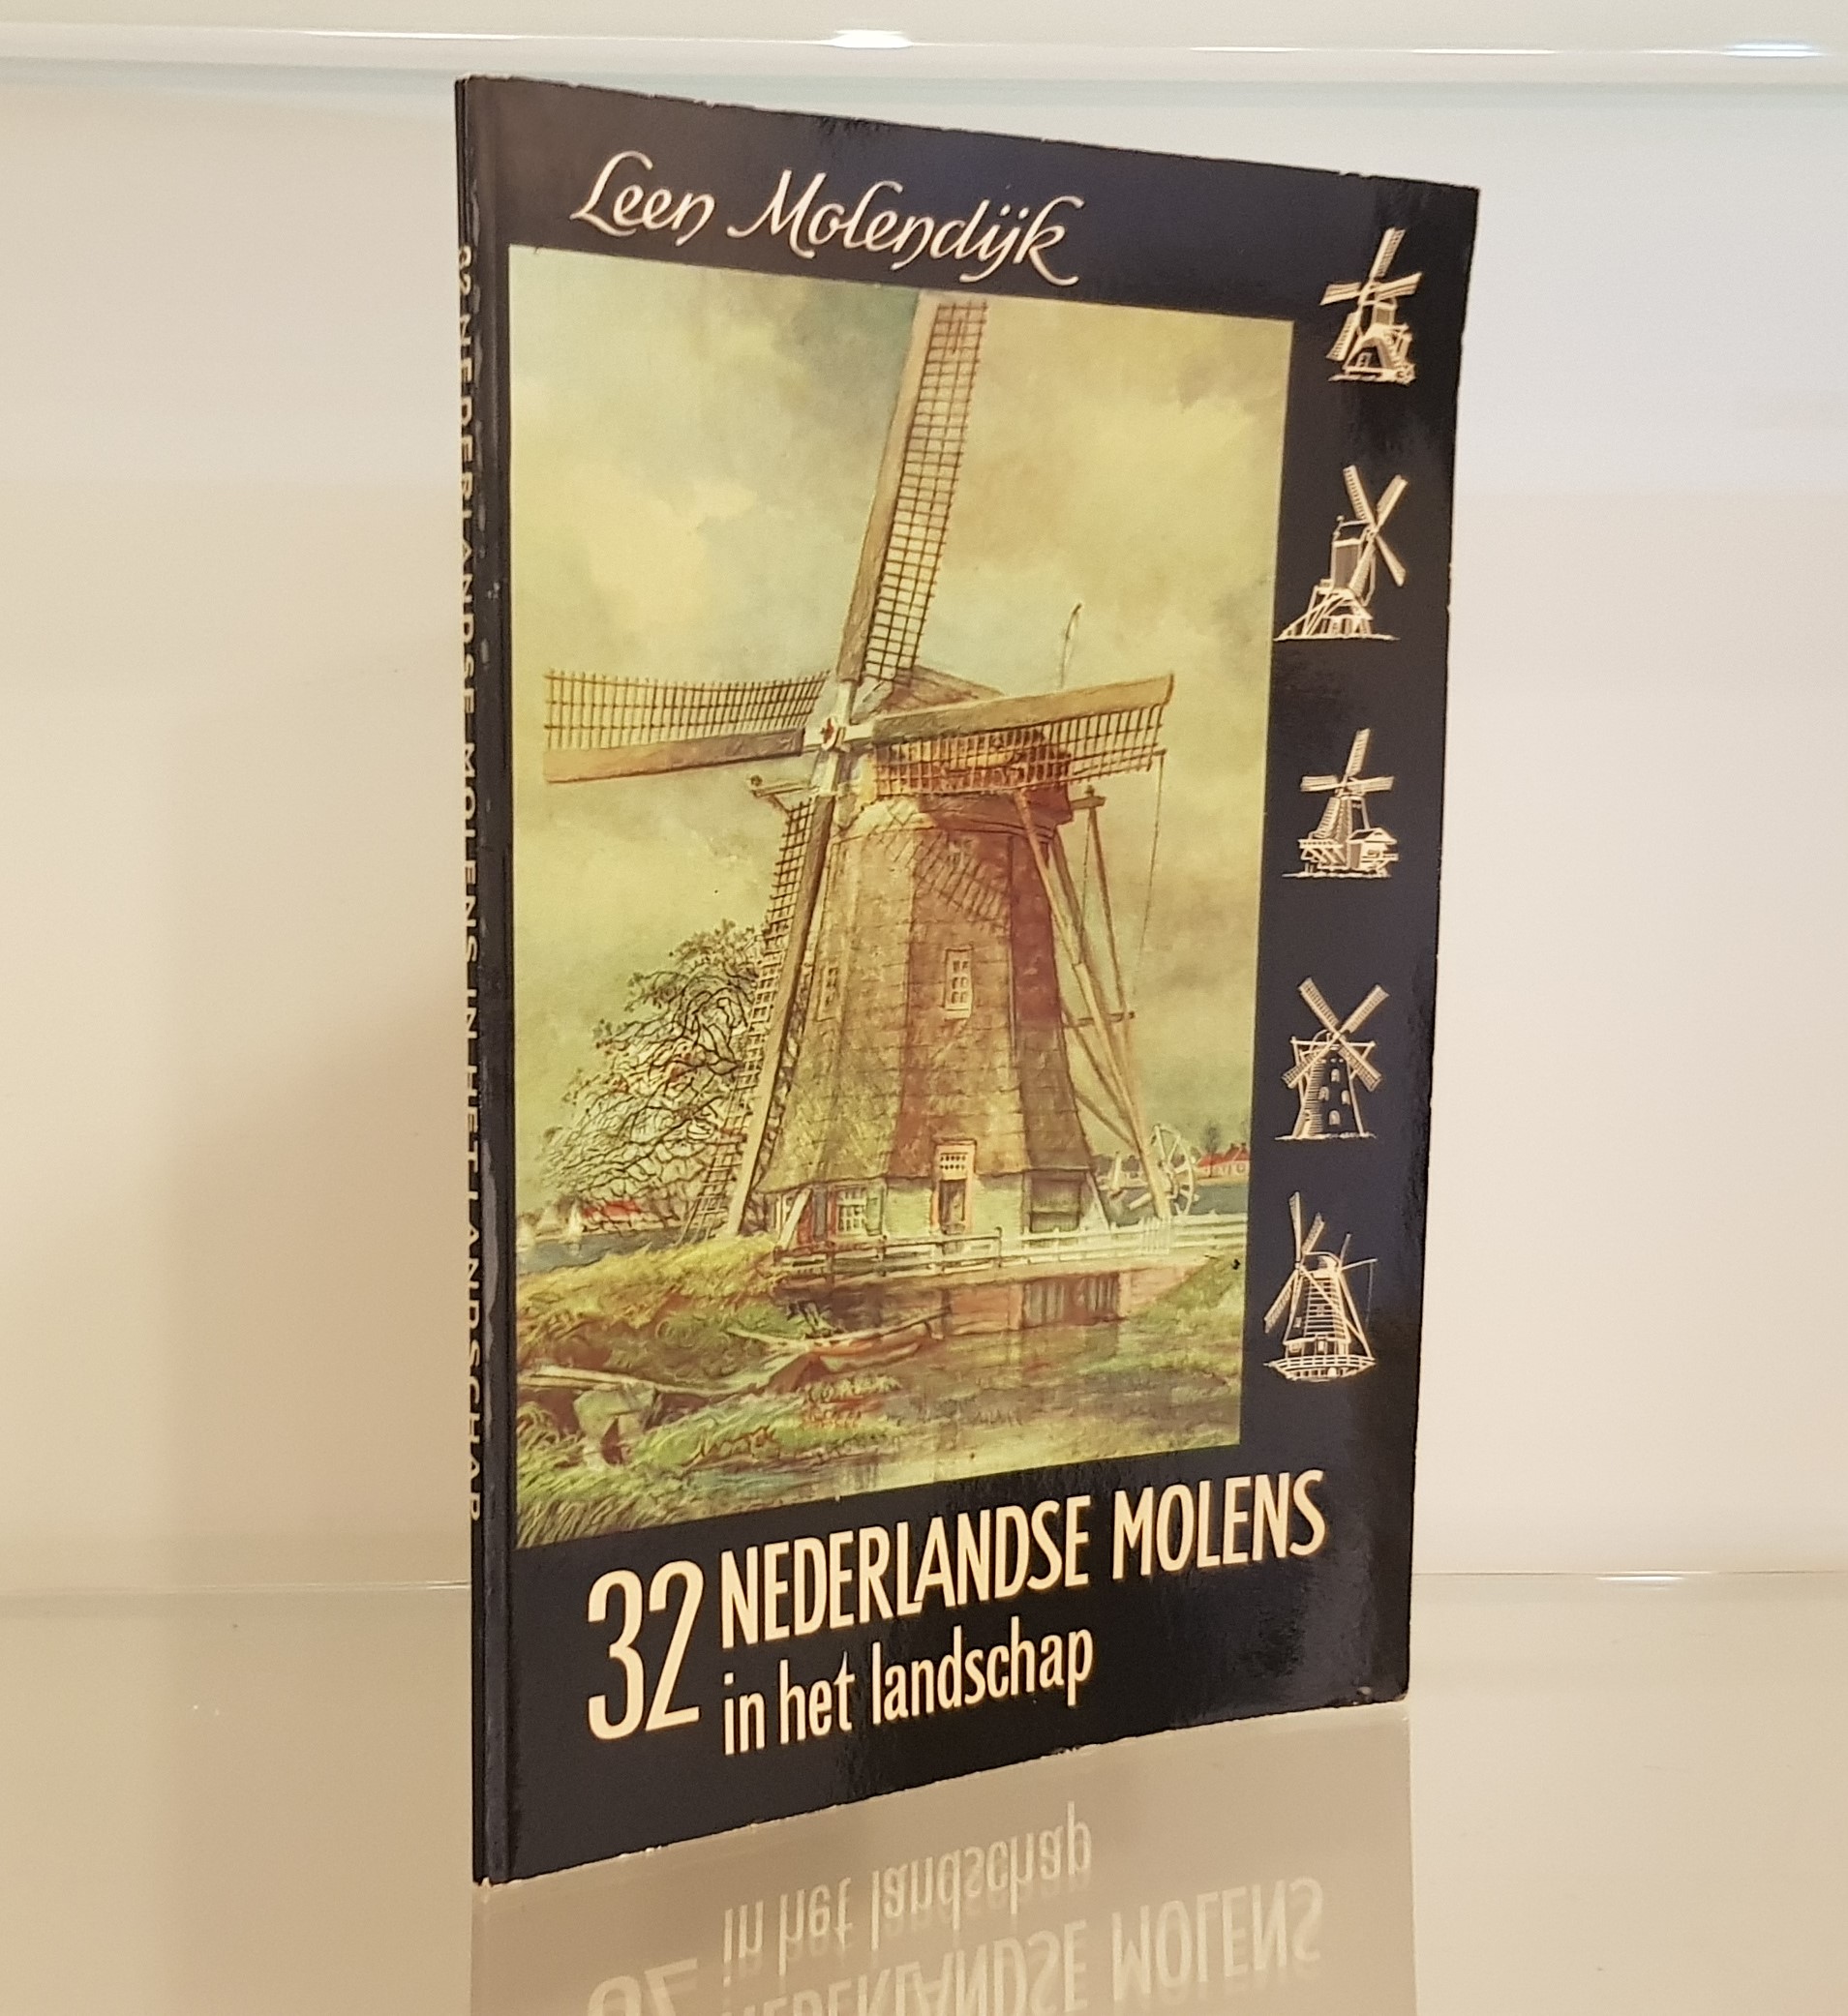 Leen Molendijk
32 NEDERLANDSE MOLENS
in het landschap
32 NEDERLANDSE MOLENS IN HET LANDSCHAP